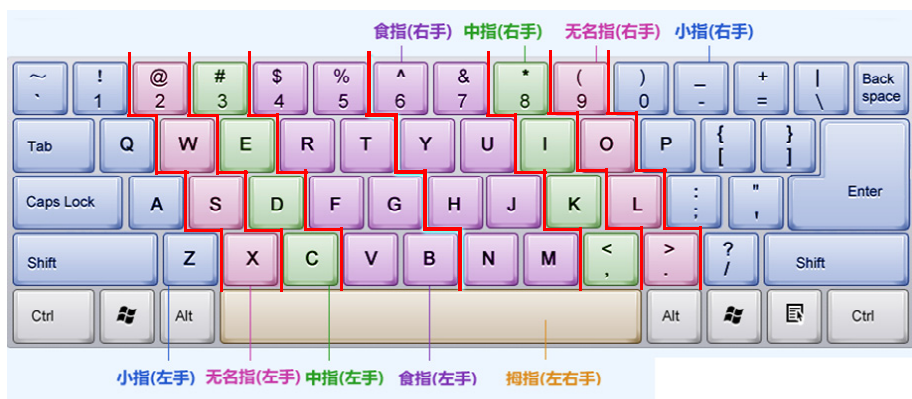 食指(右手) 中指(右手) 无名指(右手) 小指(右手)
~ ! @ # $ % ^ & * ( ) _ + | Back
` 1 2 3 4 5 6 7 8 9 0 - = \ space
Tab Q W E R T Y U I O P { [ } ]
Caps Lock A S D F G H J K L : ; " ' Enter
Shift Z X C V B N M < , > . ? / Shift
Ctrl Alt Alt Ctrl
小指(左手) 无名指(左手) 中指(左手) 食指(左手) 拇指(左右手)